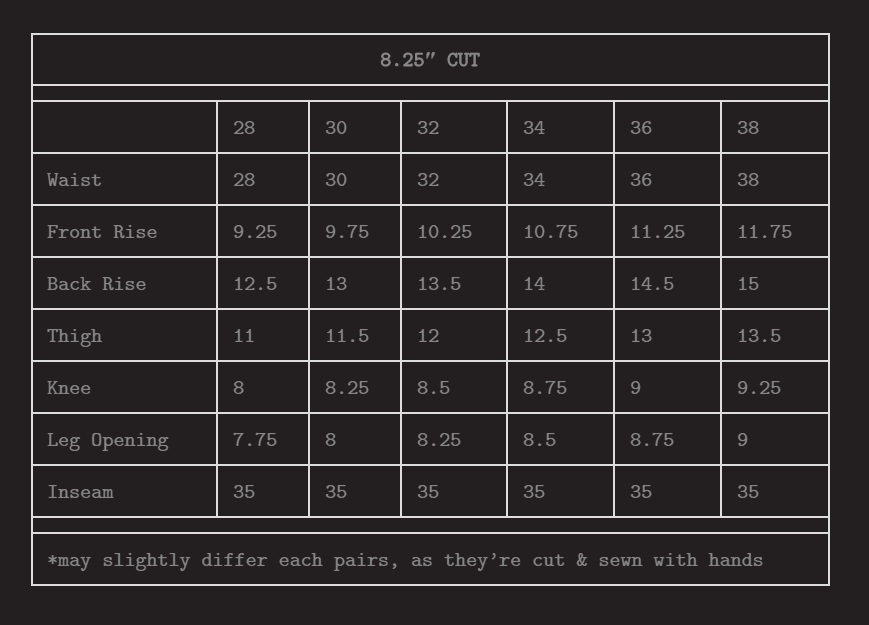 8.25″ CUT
28 30 32 34 36 38
Waist 28 30 32 34 36 38
Front Rise 9.25 9.75 10.25 10.75 11.25 11.75
Back Rise 12.5 13 13.5 14 14.5 15
Thigh 11 11.5 12 12.5 13 13.5
Knee 8 8.25 8.5 8.75 9 9.25
Leg Opening 7.75 8 8.25 8.5 8.75 9
Inseam 35 35 35 35 35 35
*may slightly differ each pairs, as they’re cut & sewn with hands